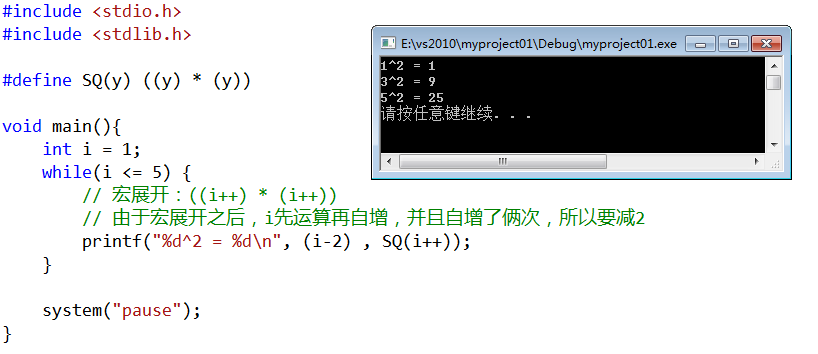 #include <stdio.h>
#include <stdlib.h>
#define SQ(y) ((y) * (y))
void main(){
    int i = 1;
    while(i <= 5) {
        // 宏展开：((i++) * (i++))
        // 由于宏展开之后，i先运算再自增，并且自增了俩次，所以要减2
        printf("%d^2 = %d\n", (i-2) , SQ(i++));
    }
    system("pause");
}
E:\vs2010\myproject01\Debug\myproject01.exe
1^2 = 1
3^2 = 9
5^2 = 25
请按任意键继续. . .